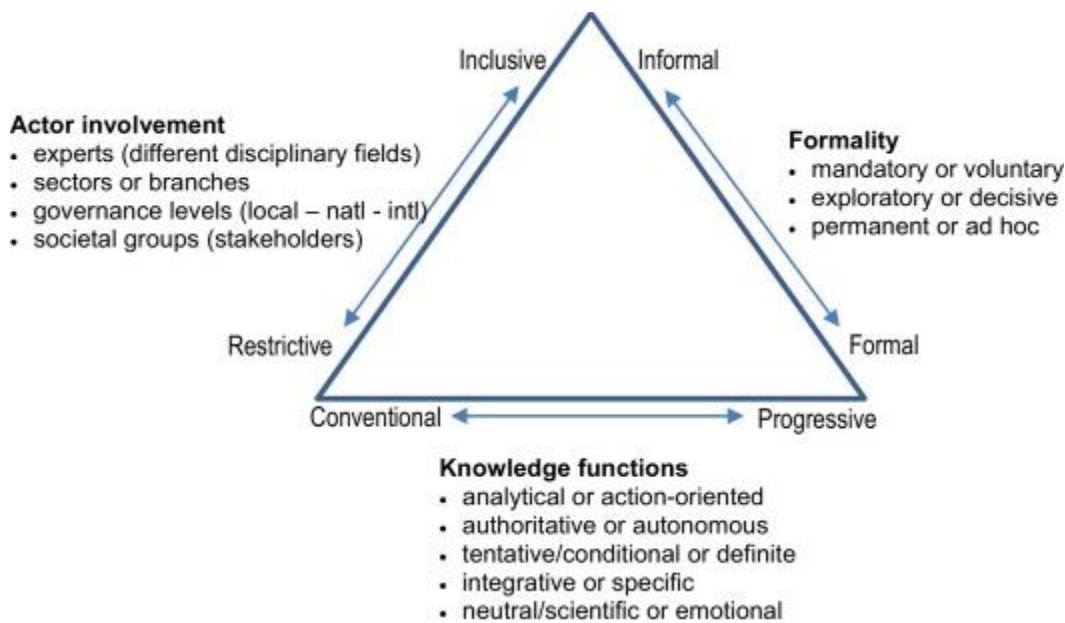 Inclusive
Informal
Actor involvement
• experts (different disciplinary fields)
• sectors or branches
• governance levels (local – natl - intl)
• societal groups (stakeholders)
Formality
• mandatory or voluntary
• exploratory or decisive
• permanent or ad hoc
Restrictive
Formal
Conventional
Progressive
Knowledge functions
• analytical or action-oriented
• authoritative or autonomous
• tentative/conditional or definite
• integrative or specific
• neutral/scientific or emotional